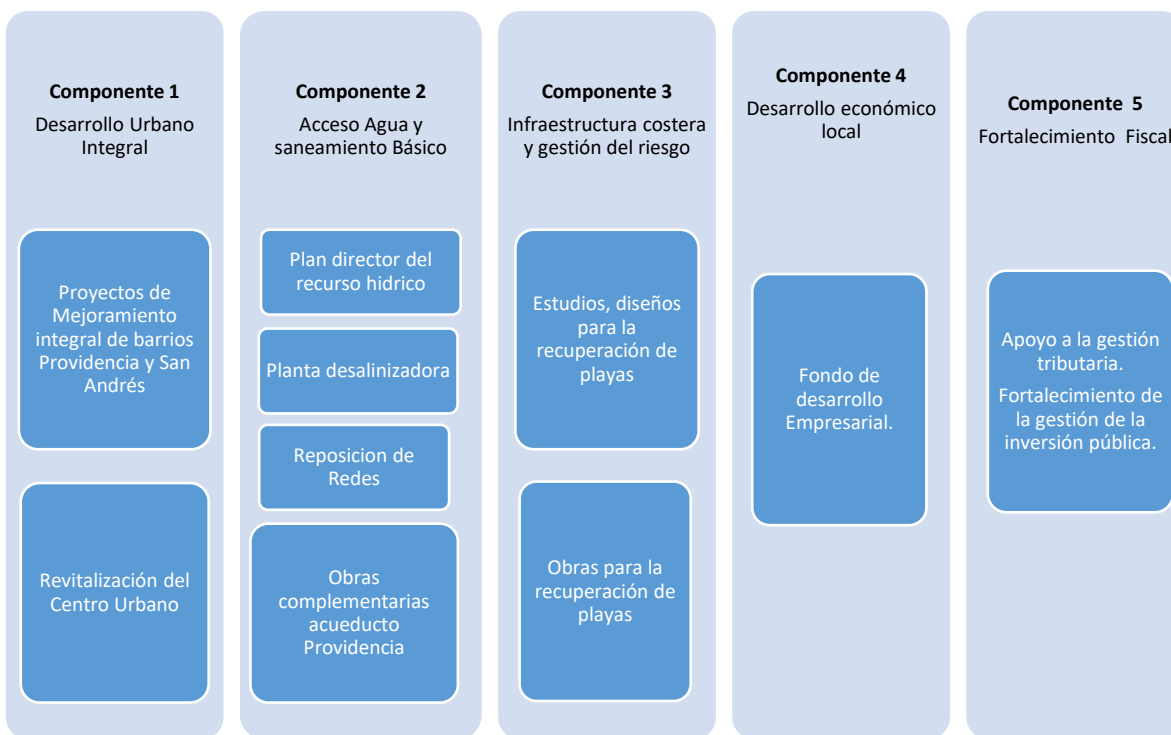 Componente 1
Desarrollo Urbano
Integral
Proyectos de
Mejoramiento
integral de barrios
Providencia y San
Andrés
Revitalización del
Centro Urbano
Componente 2
Acceso Agua y
saneamiento Básico
Plan director del
recurso hidrico
Planta desalinizadora
Reposicion de
Redes
Obras
complementarias
acueducto
Providencia
Componente 3
Infraestructura costera
y gestión del riesgo
Estudios, diseños
para la
recuperación de
playas
Obras para la
recuperación de
playas
Componente 4
Desarrollo económico
local
Fondo de
desarrollo
Empresarial.
Componente 5
Fortalecimiento Fiscal
Apoyo a la gestión
tributaria.
Fortalecimiento de
la gestión de la
inversión pública.